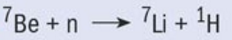 ⁷Be + n ⟶ ⁷Li + ¹H